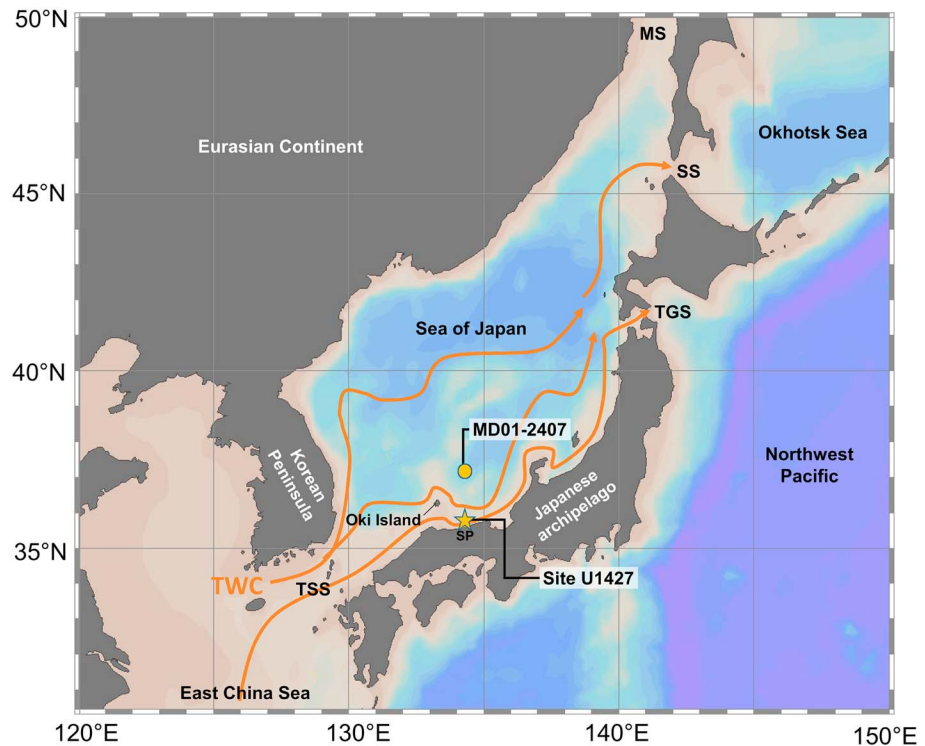 50°N
MS
Okhotsk Sea
Eurasian Continent
SS
45°N
TGS
Sea of Japan
40°N
MD01-2407
Northwest
Pacific
Korean
Peninsula
Japanese
archipelago
Oki Island
SP
35°N
TWC
TSS
Site U1427
East China Sea
120°E
130°E
140°E
150°E